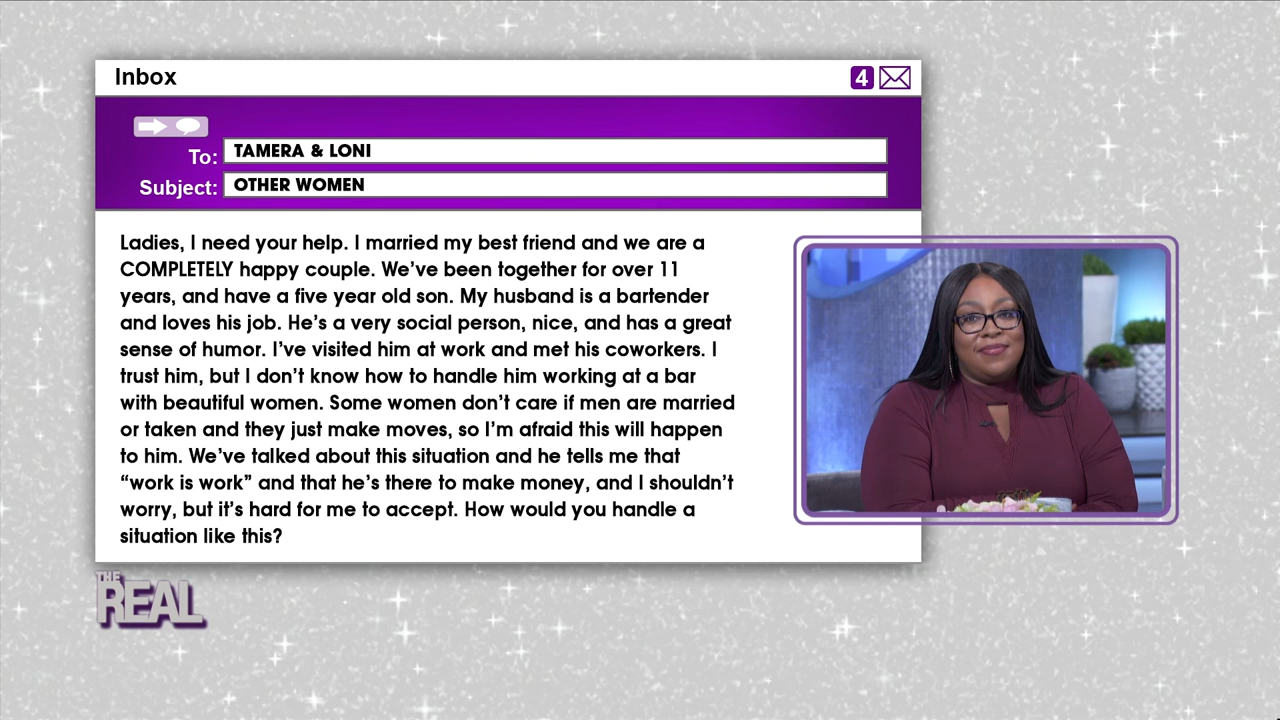 Inbox
4
To: TAMERA & LONI
Subject: OTHER WOMEN
Ladies, I need your help. I married my best friend and we are a
COMPLETELY happy couple. We’ve been together for over 11
years, and have a five year old son. My husband is a bartender
and loves his job. He’s a very social person, nice, and has a great
sense of humor. I’ve visited him at work and met his coworkers. I
trust him, but I don’t know how to handle him working at a bar
with beautiful women. Some women don’t care if men are married
or taken and they just make moves, so I’m afraid this will happen
to him. We’ve talked about this situation and he tells me that
“work is work” and that he’s there to make money, and I shouldn’t
worry, but it’s hard for me to accept. How would you handle a
situation like this?
THE
REAL